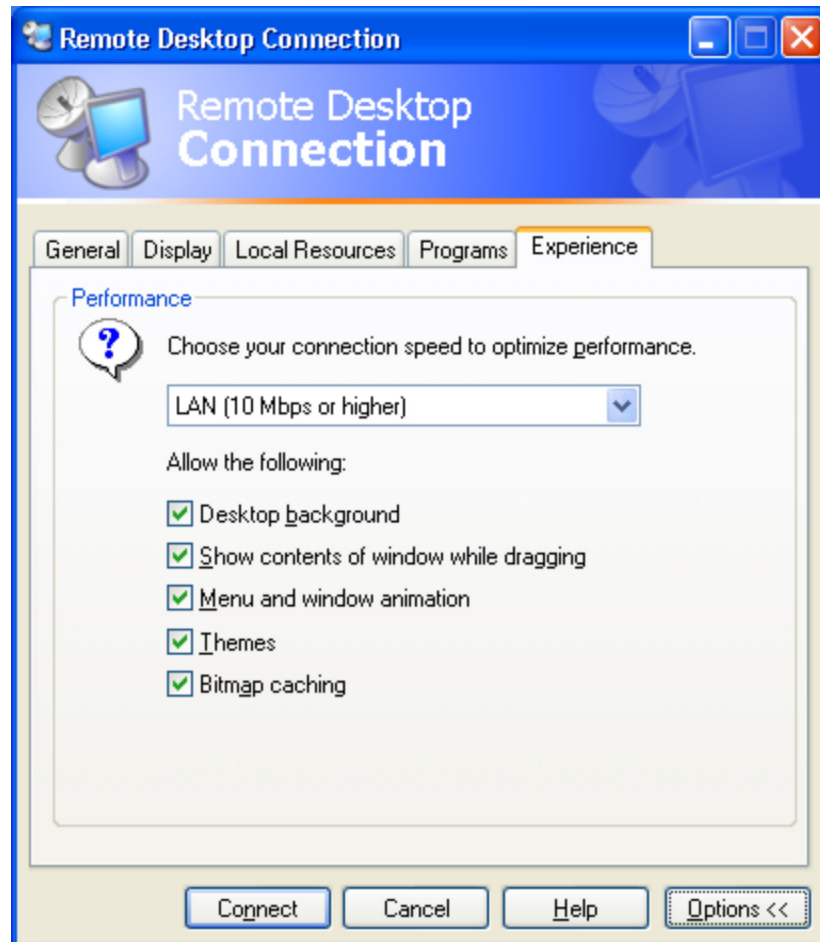 Remote Desktop Connection
Remote Desktop
Connection
General Display Local Resources Programs Experience
Performance
?
Choose your connection speed to optimize performance.
LAN (10 Mbps or higher)
Allow the following:
Desktop background
Show contents of window while dragging
Menu and window animation
Themes
Bitmap caching
Connect Cancel Help Options <<